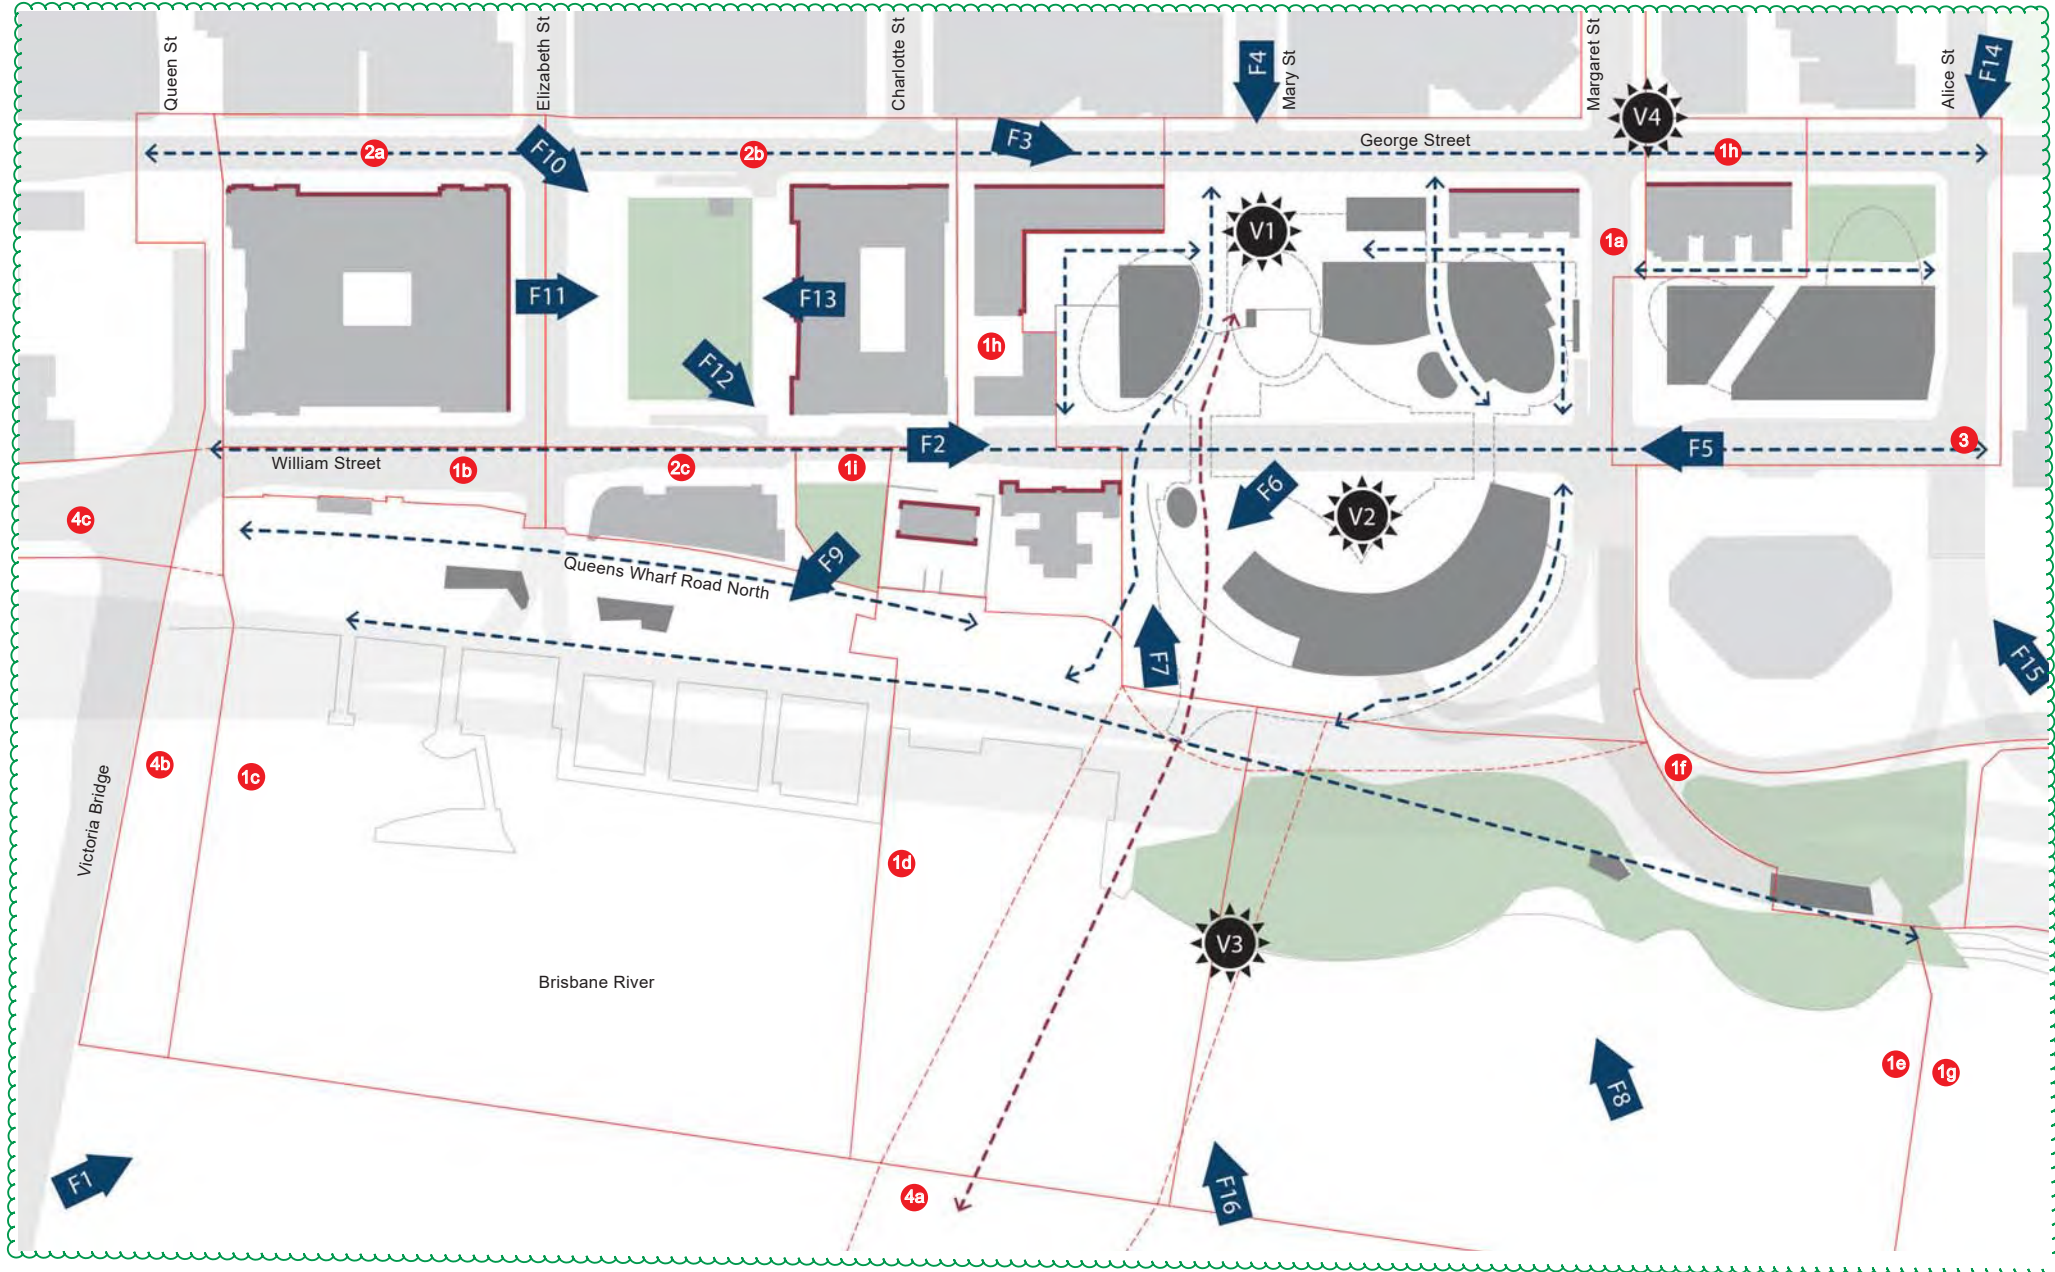 Queen St
Elizabeth St
Charlotte St
F4
Mary St
Margaret St
V4
Alice St
F14
2a
F10
2b
F3
George Street
1h
V1
1a
F11
F13
1h
F12
F2
F5
3
William Street
1b
2c
1i
4c
F6
V2
F9
Queens Wharf Road North
F7
F15
4b
1c
1f
Victoria Bridge
1d
V3
Brisbane River
1e
1g
F8
F1
4a
F16